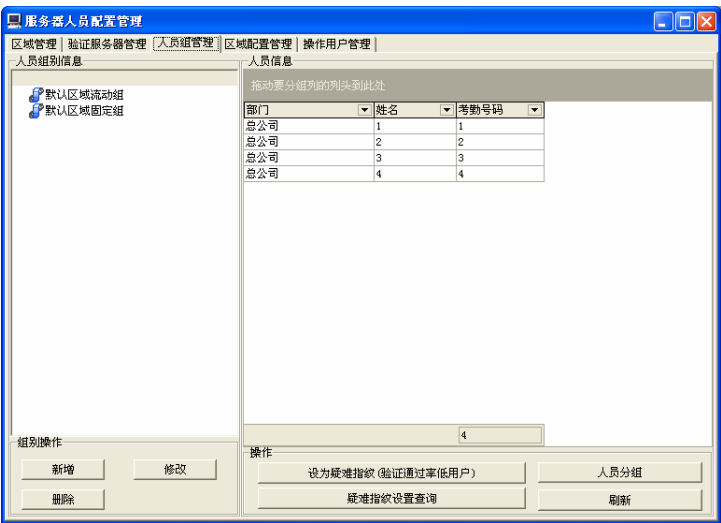 服务器人员配置管理
区域管理 验证服务器管理 人员组管理 区域配置管理 操作用户管理
人员组别信息
默认区域流动组
默认区域固定组
组别操作
新增 修改
删除
人员信息
拖动要分组列的列头到此处
部门 姓名 考勤号码
总公司 1 1
总公司 2 2
总公司 3 3
总公司 4 4
4
操作
设为疑难指纹(验证通过率低用户) 人员分组
疑难指纹设置查询 刷新